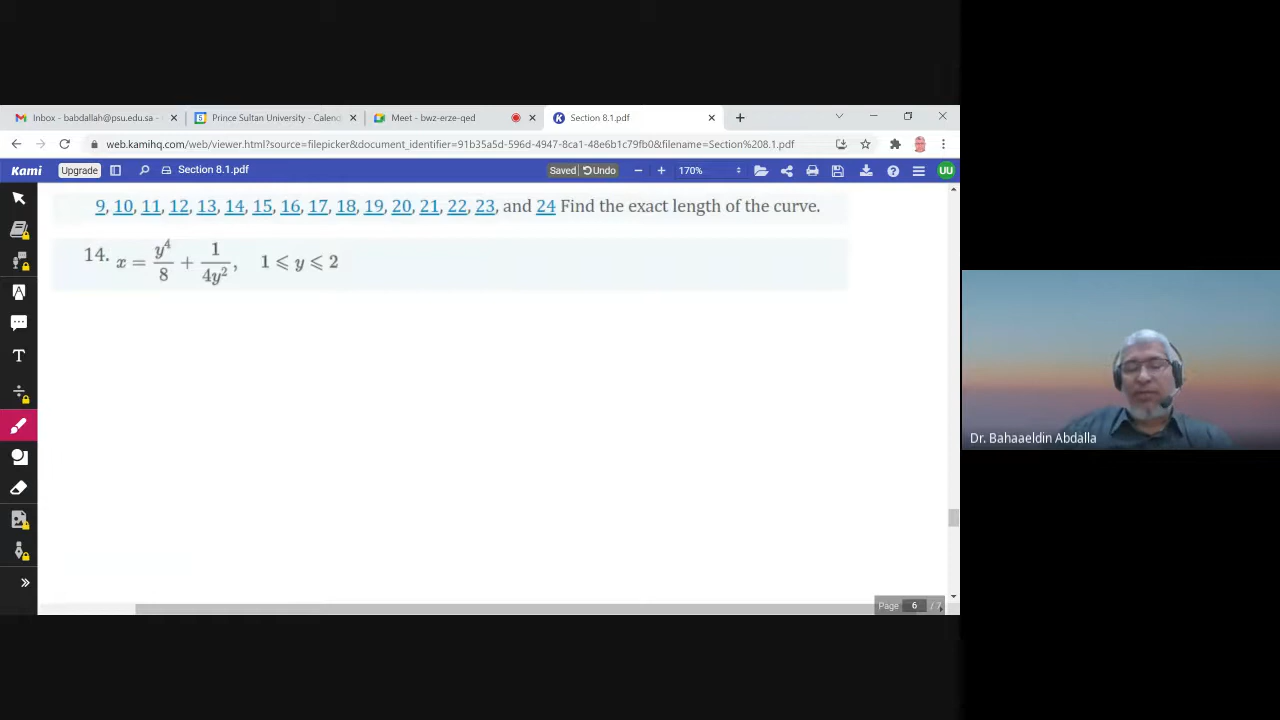 Inbox - babdallah@psu.edu.sa -
Prince Sultan University - Calend
Meet - bwz-erze-qed
Section 8.1.pdf
web.kamihq.com/web/viewer.html?source=filepicker&document_identifier=91b35a5d-596d-4947-8ca1-48e6b1c79fb0&filename=Section%208.1.pdf
Kami Upgrade Section 8.1.pdf Saved Undo 170% UU
9, 10, 11, 12, 13, 14, 15, 16, 17, 18, 19, 20, 21, 22, 23, and 24 Find the exact length of the curve.
14. x = y⁴/8 + 1/4y², 1 ⩽ y ⩽ 2
Dr. Bahaaeldin Abdalla
Page 6 / 7